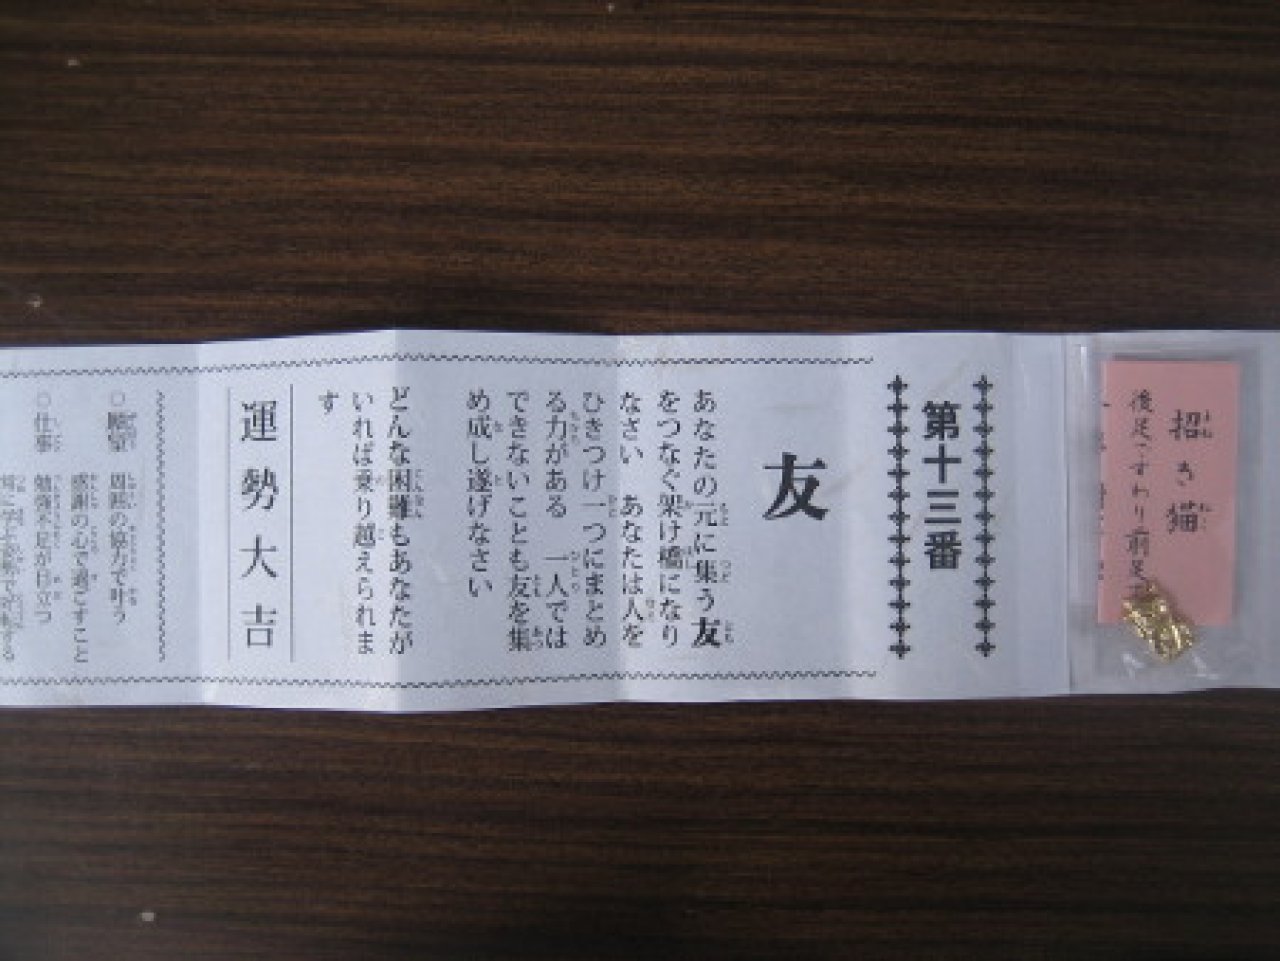 招き猫
後足ですわり前足で
第十三番
友
あなたの元に集う友
をつなぐ架け橋になり
なさい　あなたは人を
ひきつけ一つにまとめ
る力がある　一人では
できないことも友を集
め成し遂げなさい
どんな困難もあなたが
いれば乗り越えられま
す
運勢大吉
○願望　周囲の協力で叶う
感謝の心で過ごすこと
○仕事　勉強不足が目立つ